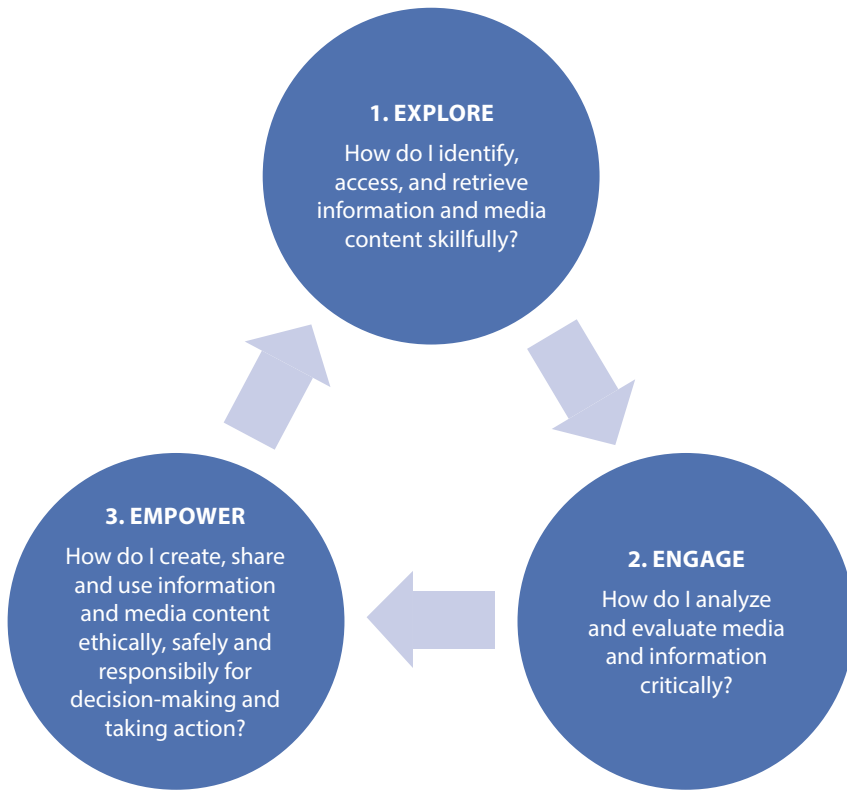 1. EXPLORE
How do I identify,
access, and retrieve
information and media
content skillfully?
2. ENGAGE
How do I analyze
and evaluate media
and information
critically?
3. EMPOWER
How do I create, share
and use information
and media content
ethically, safely and
responsibily for
decision-making and
taking action?